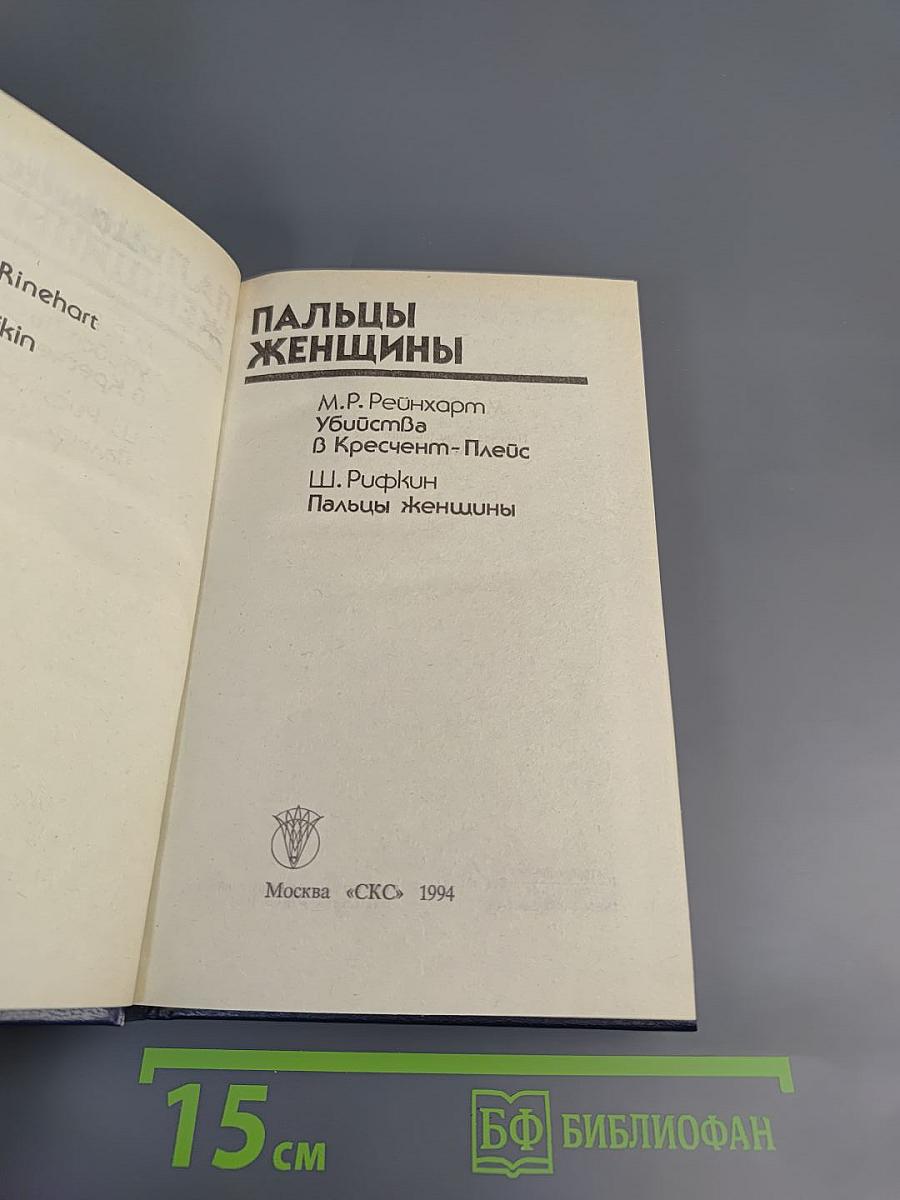 Rinehart
kin
ПАЛЬЦЫ
ЖЕНЩИНЫ
М.Р. Рейнхарт
Убийства
в Кресчент-Плейс
Ш. Рифкин
Пальцы женщины
Москва «СКС» 1994
15 см
БФ БИБЛИОФАН